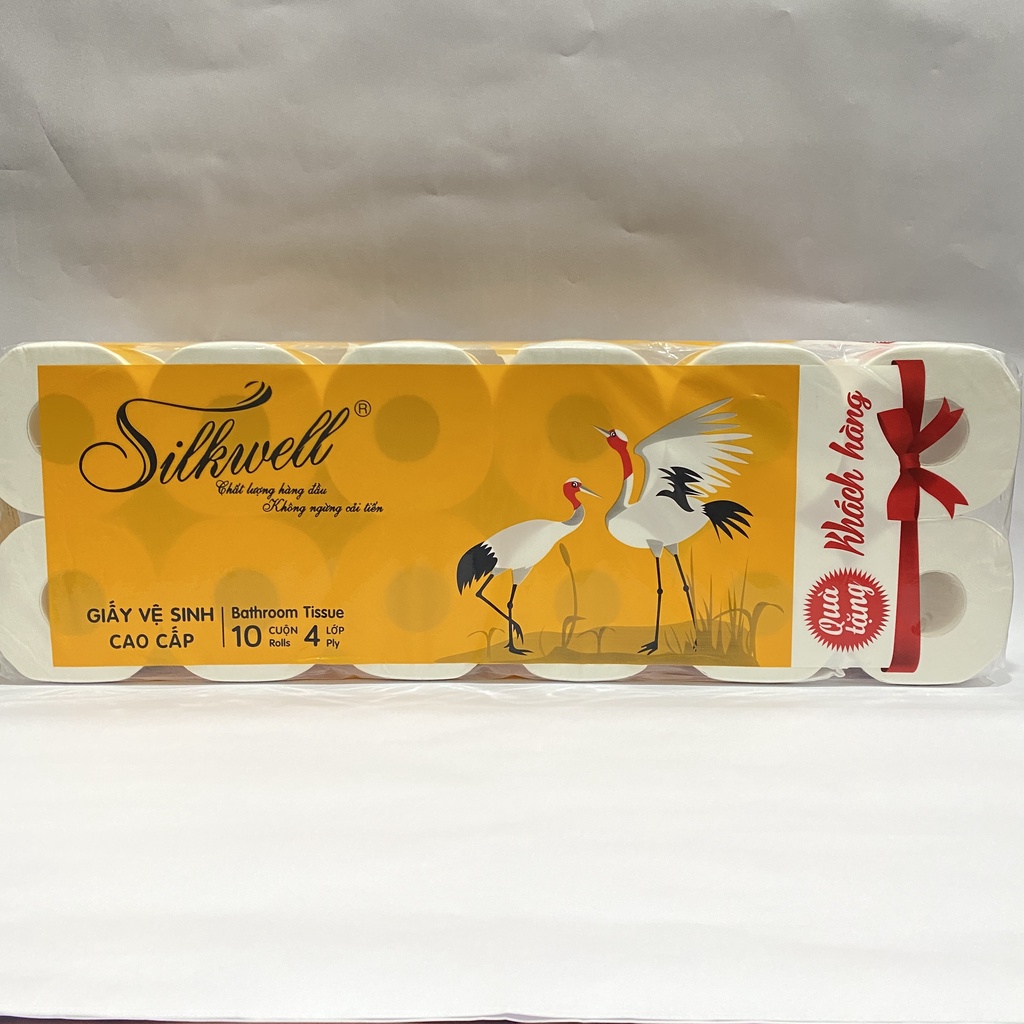 Silkwell®
Chất lượng hàng đầu
Không ngừng cải tiến
GIẤY VỆ SINH
CAO CẤP
Bathroom Tissue
10 CUỘN Rolls 4 LỚP Ply
Quà tặng
Khách hàng